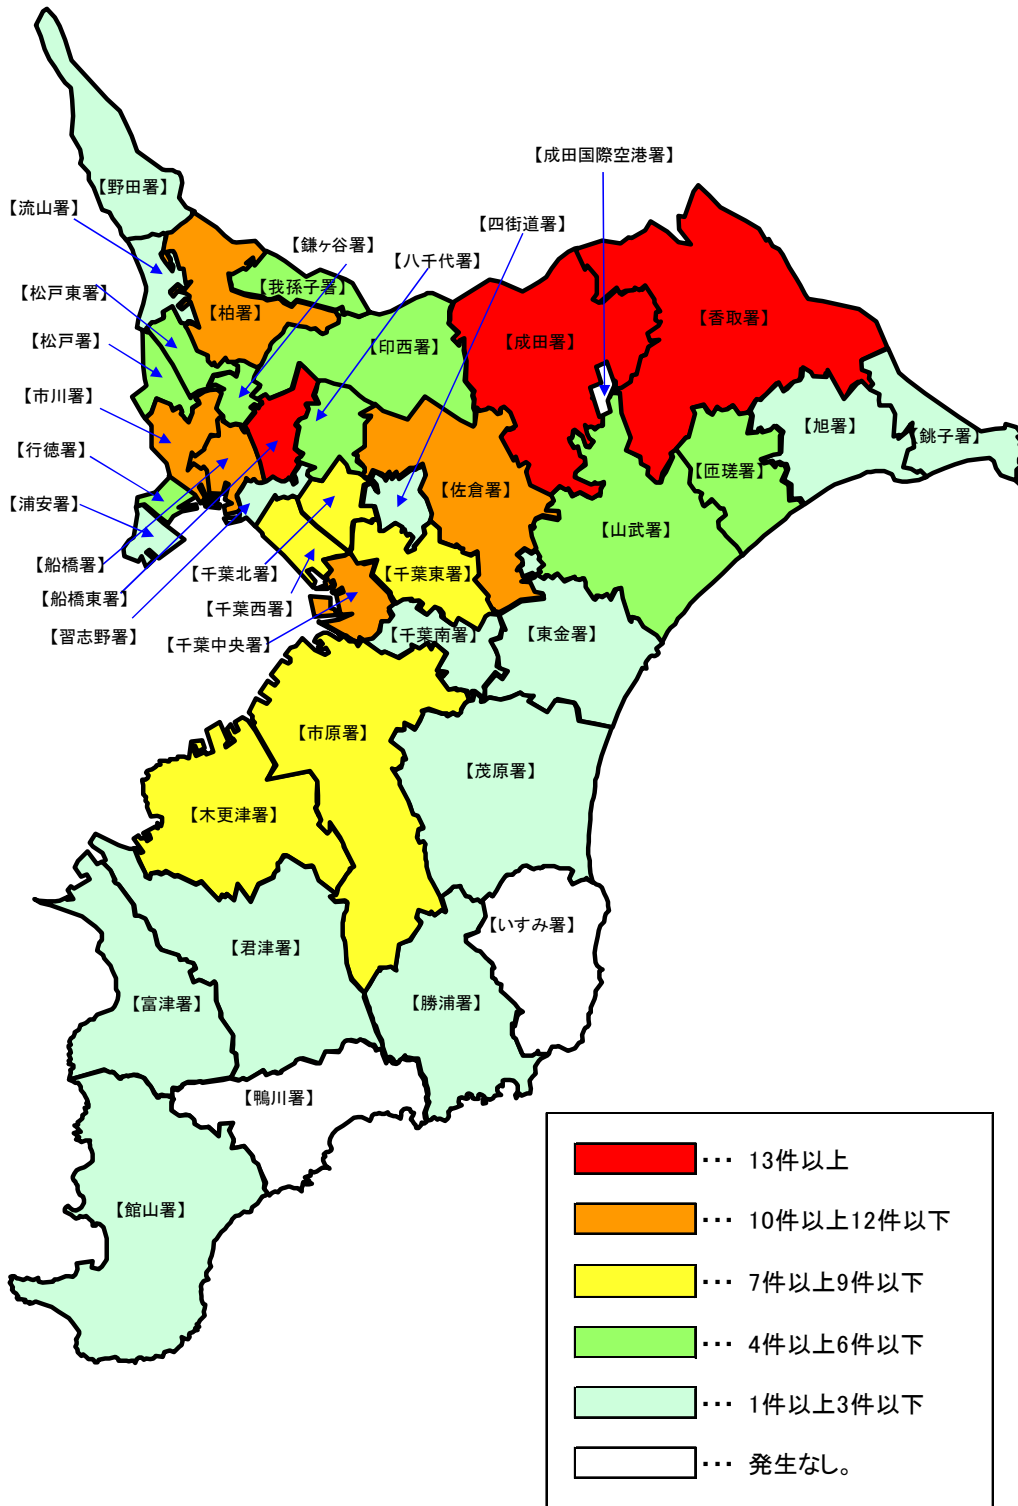 【成田国際空港署】
【野田署】
【流山署】
【四街道署】
【鎌ヶ谷署】
【八千代署】
【我孫子署】
【松戸東署】
【柏署】
【香取署】
【松戸署】
【印西署】
【成田署】
【市川署】
【旭署】
【銚子署】
【行徳署】
【匝瑳署】
【佐倉署】
【浦安署】
【山武署】
【船橋署】
【千葉北署】
【千葉東署】
【船橋東署】
【千葉西署】
【習志野署】
【千葉中央署】
【千葉南署】
【東金署】
【市原署】
【茂原署】
【木更津署】
【いすみ署】
【君津署】
【富津署】
【勝浦署】
【鴨川署】
【館山署】
・・・ 13件以上
・・・ 10件以上12件以下
・・・ 7件以上9件以下
・・・ 4件以上6件以下
・・・ 1件以上3件以下
・・・ 発生なし。